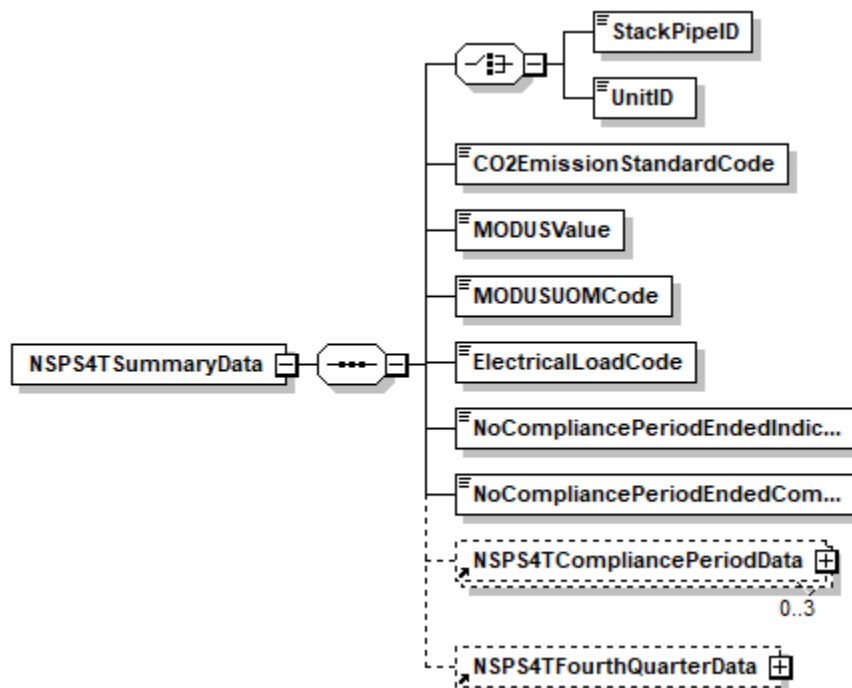 StackPipeID
UnitID
CO2EmissionStandardCode
MODUSValue
MODUSUOMCode
NSPS4TSummaryData
ElectricalLoadCode
NoCompliancePeriodEndedIndic...
NoCompliancePeriodEndedCom...
NSPS4TCompliancePeriodData
0..3
NSPS4TFourthQuarterData